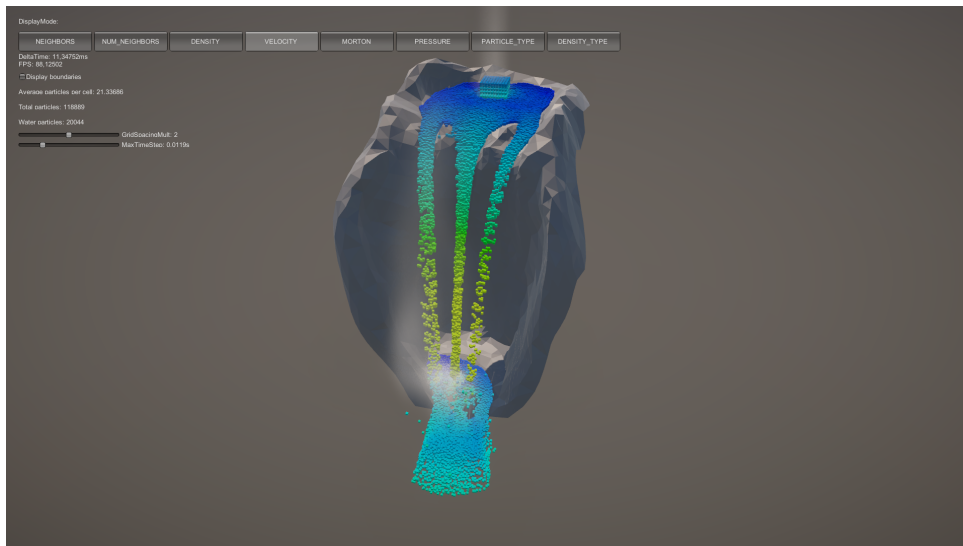 DisplayMode:
NEIGHBORS NUM_NEIGHBORS DENSITY VELOCITY MORTON PRESSURE PARTICLE_TYPE DENSITY_TYPE
DeltaTime: 11,34752ms
FPS: 88,12502
Display boundaries
Average particles per cell: 21.33686
Total particles: 118889
Water particles: 20044
GridSpacingMult: 2
MaxTimeStep: 0.0119s